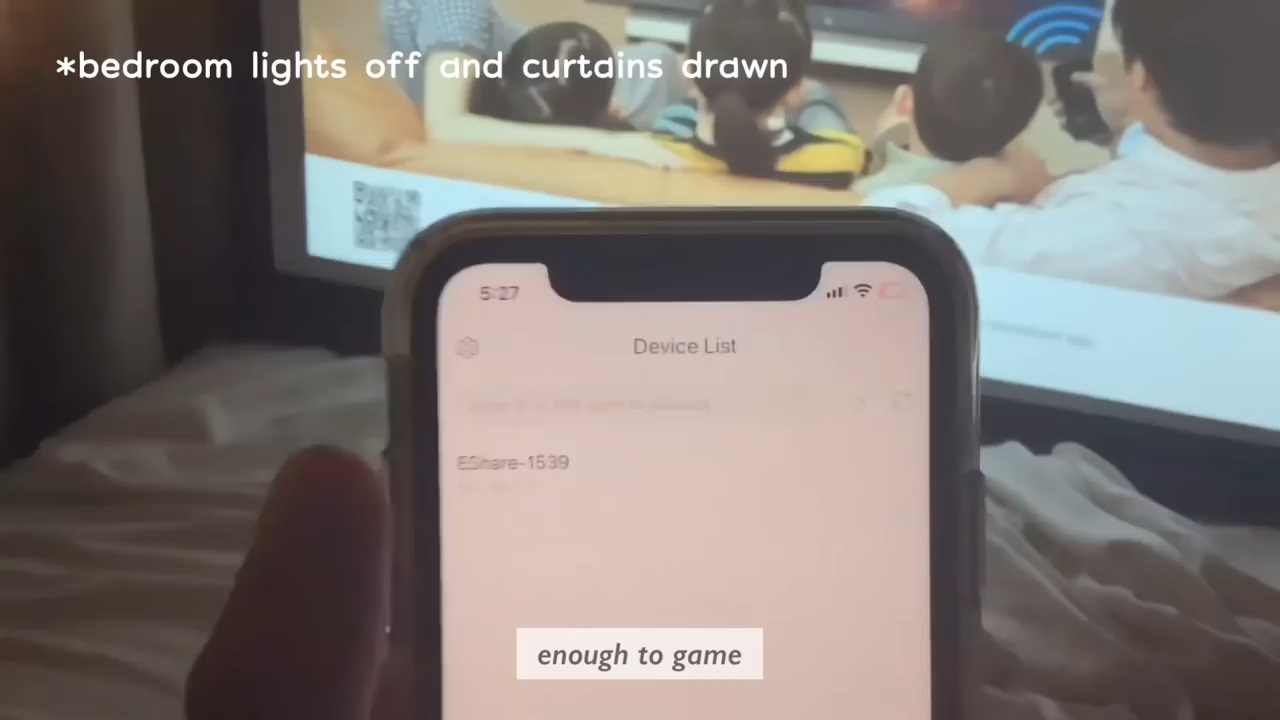 *bedroom lights off and curtains drawn
5:27
Device List
EShare-1539
enough to game